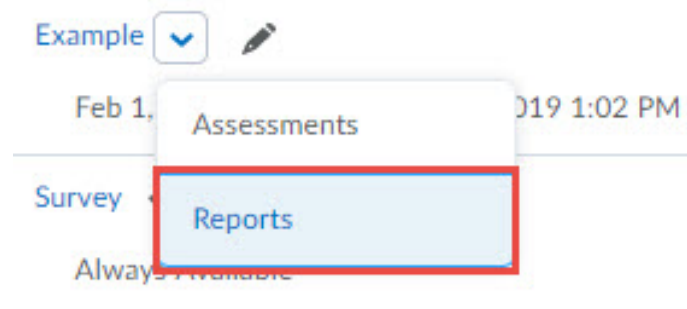 Example
Feb 1, 019 1:02 PM
Assessments
Survey
Reports
Always